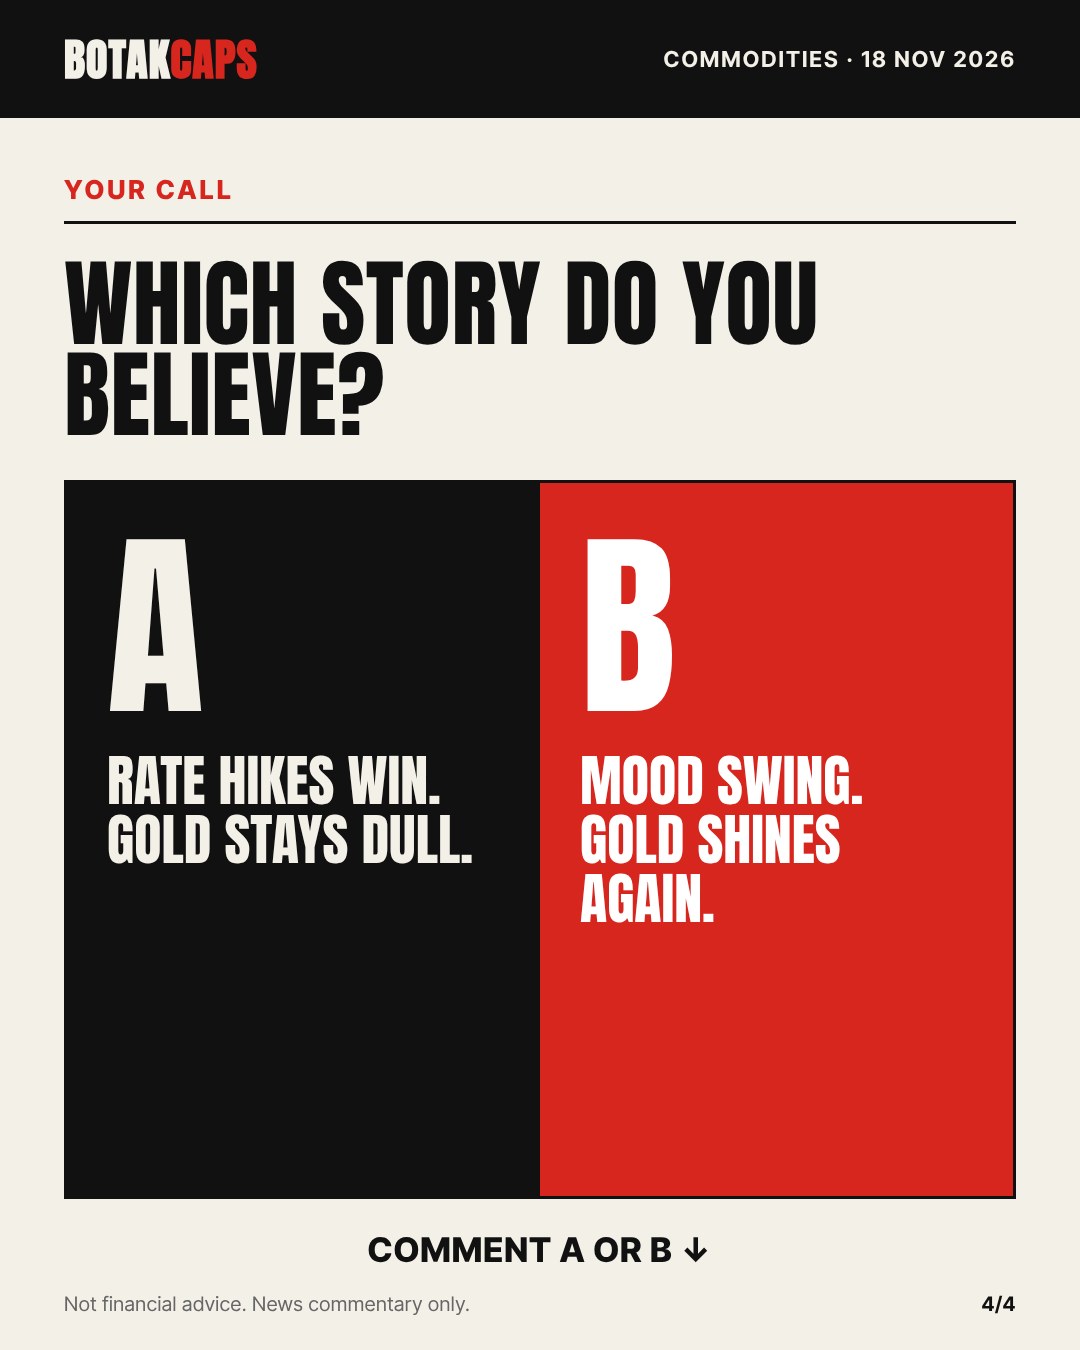 BOTAKCAPS
COMMODITIES · 18 NOV 2026
YOUR CALL
WHICH STORY DO YOU
BELIEVE?
A
RATE HIKES WIN.
GOLD STAYS DULL.
B
MOOD SWING.
GOLD SHINES
AGAIN.
COMMENT A OR B ↓
Not financial advice. News commentary only.
4/4